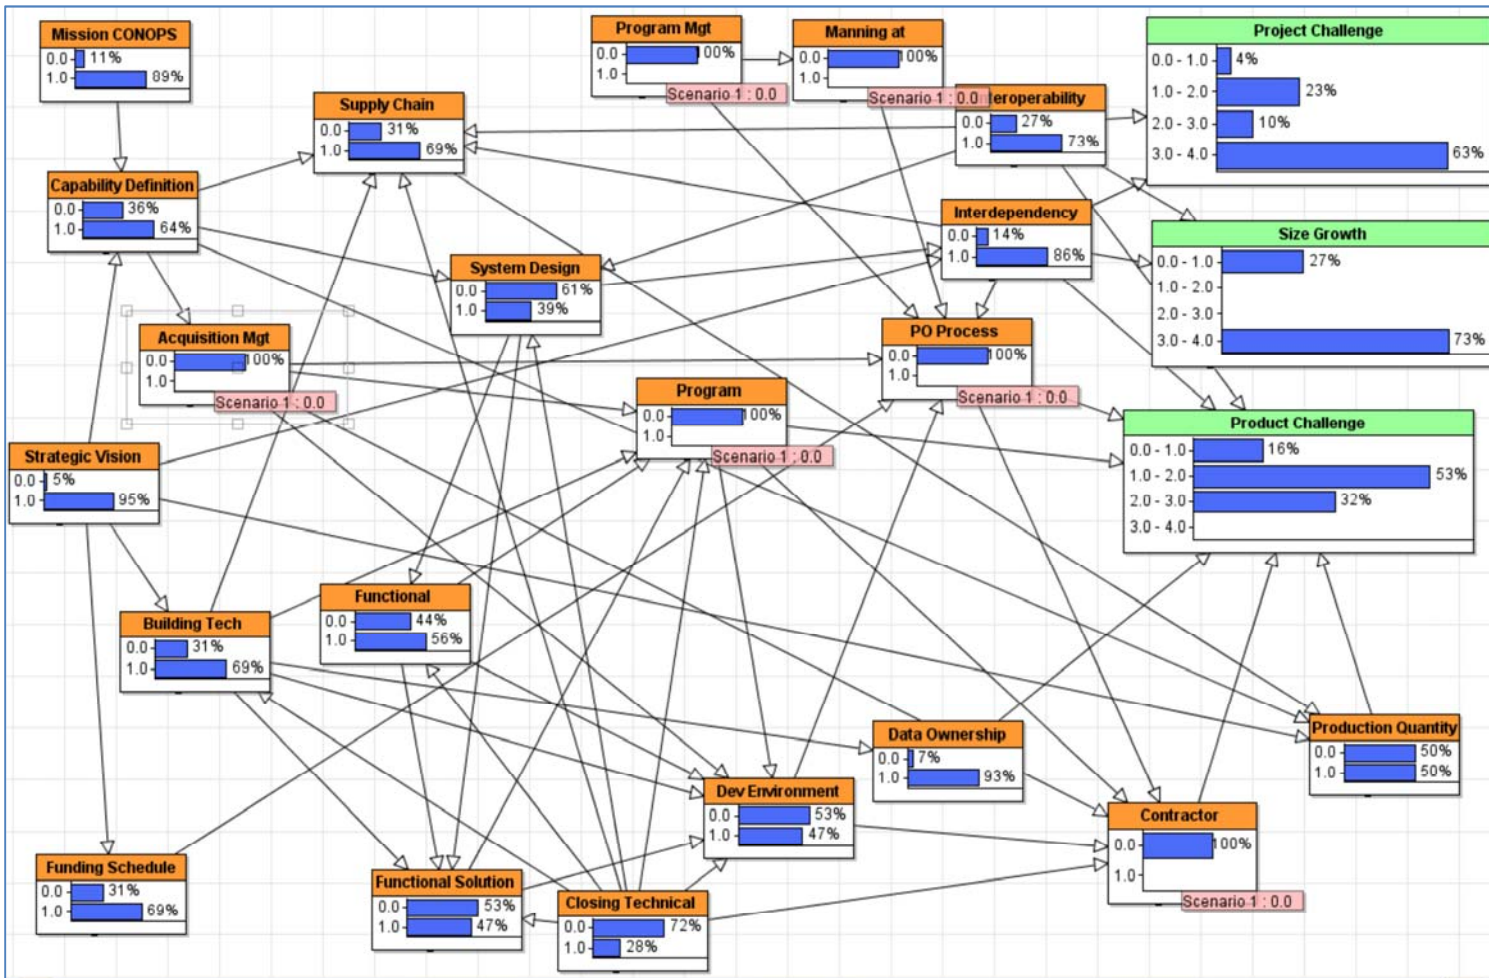 Mission CONOPS
0.0 11%
1.0 89%
Program Mgt
0.0 100%
1.0
Scenario 1 : 0.0
Manning at
0.0 100%
1.0
Scenario 1 : 0.0
Project Challenge
0.0 - 1.0 4%
1.0 - 2.0 23%
2.0 - 3.0 10%
3.0 - 4.0 63%
Supply Chain
0.0 31%
1.0 69%
teroperability
0.0 27%
1.0 73%
Capability Definition
0.0 36%
1.0 64%
Interdependency
0.0 14%
1.0 86%
Size Growth
0.0 - 1.0 27%
1.0 - 2.0
2.0 - 3.0
3.0 - 4.0 73%
System Design
0.0 61%
1.0 39%
Acquisition Mgt
0.0 100%
1.0
Scenario 1 : 0.0
PO Process
0.0 100%
1.0
Scenario 1 : 0.0
Program
0.0 100%
1.0
Scenario 1 : 0.0
Product Challenge
0.0 - 1.0 16%
1.0 - 2.0 53%
2.0 - 3.0 32%
3.0 - 4.0
Strategic Vision
0.0 5%
1.0 95%
Functional
0.0 44%
1.0 56%
Building Tech
0.0 31%
1.0 69%
Data Ownership
0.0 7%
1.0 93%
Production Quantity
0.0 50%
1.0 50%
Dev Environment
0.0 53%
1.0 47%
Contractor
0.0 100%
1.0
Scenario 1 : 0.0
Funding Schedule
0.0 31%
1.0 69%
Functional Solution
0.0 53%
1.0 47%
Closing Technical
0.0 72%
1.0 28%